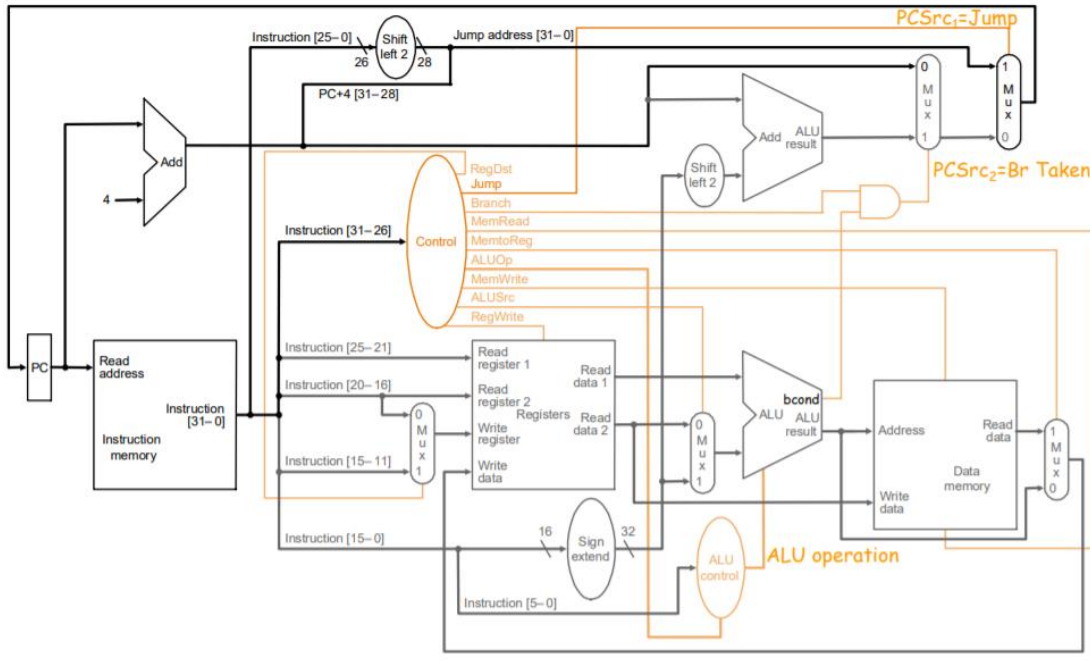 PCSrc1=Jump
Instruction [25–0]
Shift
left 2
Jump address [31–0]
26
28
PC+4 [31–28]
0
M
u
x
1
1
M
u
x
0
Add
ALU
result
Add
4
Shift
left 2
PCSrc2=Br Taken
RegDst
Jump
Branch
MemRead
MemtoReg
ALUOp
MemWrite
ALUSrc
RegWrite
Instruction [31–26]
Control
PC
Read
address
Instruction
[31–0]
Instruction
memory
Instruction [25–21]
Instruction [20–16]
Instruction [15–11]
0
M
u
x
1
Read
register 1
Read
register 2
Write
register
Write
data
Registers
Read
data 1
Read
data 2
0
M
u
x
1
bcond
ALU
ALU
result
Address
Read
data
Data
memory
Write
data
1
M
u
x
0
Instruction [15–0]
16
Sign
extend
32
ALU
control
ALU operation
Instruction [5–0]